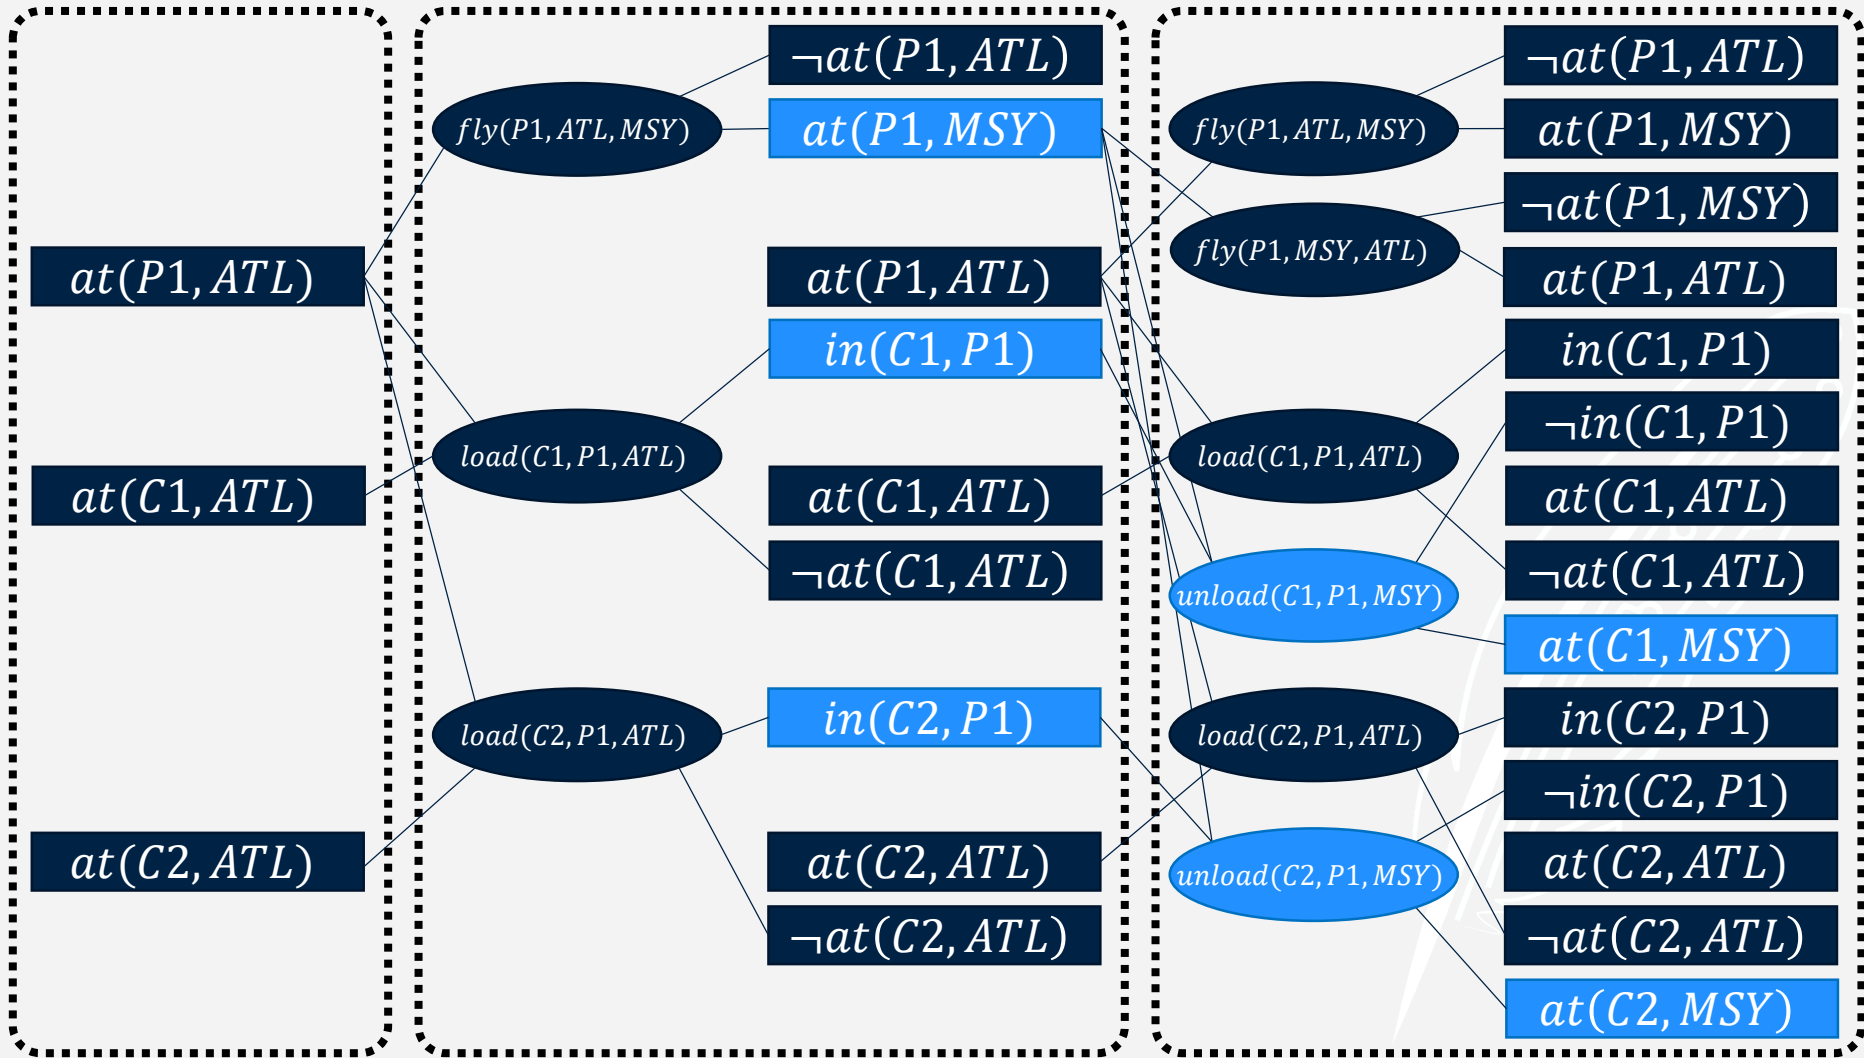 at(P1, ATL)
at(C1, ATL)
at(C2, ATL)
fly(P1, ATL, MSY)
load(C1, P1, ATL)
load(C2, P1, ATL)
¬at(P1, ATL)
at(P1, MSY)
at(P1, ATL)
in(C1, P1)
at(C1, ATL)
¬at(C1, ATL)
in(C2, P1)
at(C2, ATL)
¬at(C2, ATL)
fly(P1, ATL, MSY)
fly(P1, MSY, ATL)
load(C1, P1, ATL)
unload(C1, P1, MSY)
load(C2, P1, ATL)
unload(C2, P1, MSY)
¬at(P1, ATL)
at(P1, MSY)
¬at(P1, MSY)
at(P1, ATL)
in(C1, P1)
¬in(C1, P1)
at(C1, ATL)
¬at(C1, ATL)
at(C1, MSY)
in(C2, P1)
¬in(C2, P1)
at(C2, ATL)
¬at(C2, ATL)
at(C2, MSY)